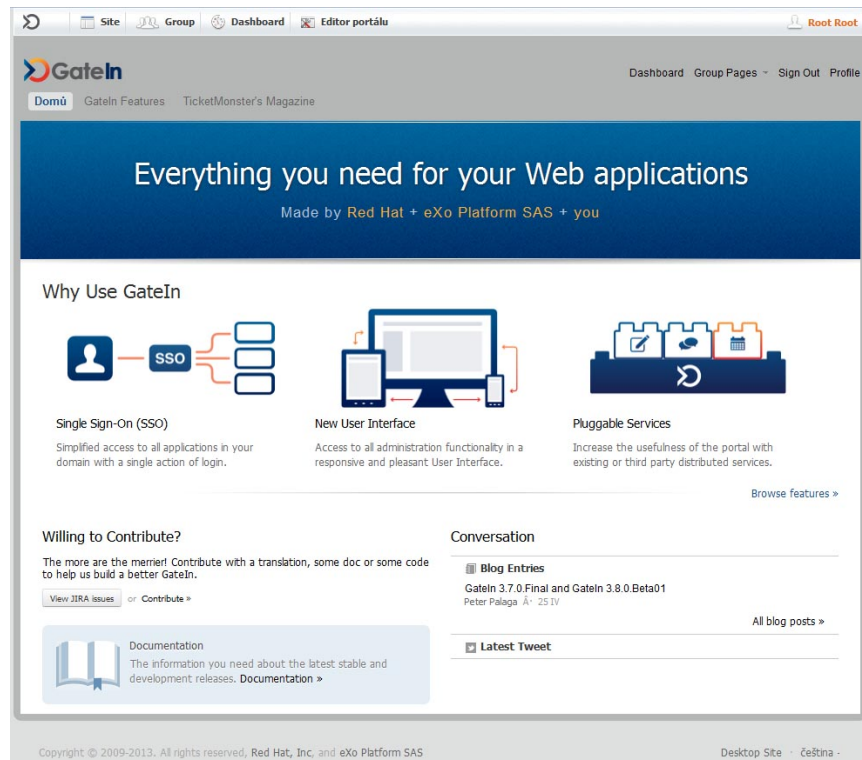 Site Group Dashboard Editor portálu Root Root
GateIn
Dashboard Group Pages Sign Out Profile
Domů GateIn Features TicketMonster's Magazine
Everything you need for your Web applications
Made by Red Hat + eXo Platform SAS + you
Why Use GateIn
SSO
Single Sign-On (SSO)
Simplified access to all applications in your
domain with a single action of login.
New User Interface
Access to all administration functionality in a
responsive and pleasant User Interface.
Pluggable Services
Increase the usefulness of the portal with
existing or third party distributed services.
Browse features »
Willing to Contribute?
The more are the merrier! Contribute with a translation, some doc or some code
to help us build a better GateIn.
View JIRA issues or Contribute »
Documentation
The information you need about the latest stable and
development releases. Documentation »
Conversation
Blog Entries
GateIn 3.7.0.Final and GateIn 3.8.0.Beta01
Peter Palaga Â· 25 IV
All blog posts »
Latest Tweet
Copyright © 2009-2013. All rights reserved, Red Hat, Inc, and eXo Platform SAS
Desktop Site · čeština -